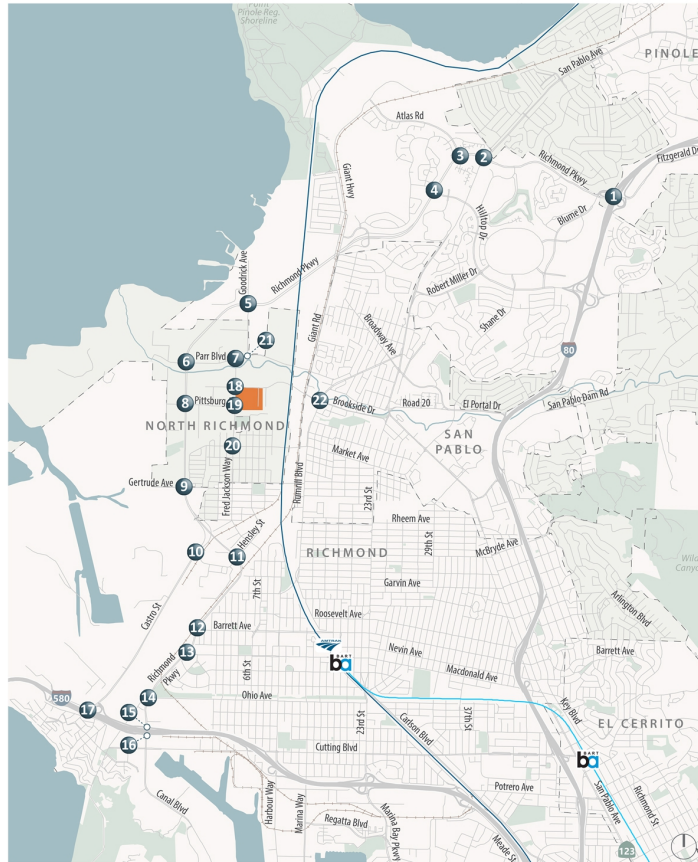 Point
Pinole Reg.
Shoreline
San Pablo Ave
PINOLE
Atlas Rd
3
2
Richmond Pkwy
Fitzgerald Dr
4
1
Giant Hwy
Blume Dr
Hilltop Dr
Goodrick Ave
Richmond Pkwy
Robert Miller Dr
5
Shane Dr
Giant Rd
Broadway Ave
21
80
6
Parr Blvd
7
18
8
Pittsburg
19
22
Brookside Dr
Road 20
El Portal Dr
San Pablo Dam Rd
NORTH RICHMOND
SAN
PABLO
20
Market Ave
Fred Jackson Way
Rumrill Blvd
23rd St
Gertrude Ave
9
Rheem Ave
Hensley St
29th St
McBryde Ave
10
11
RICHMOND
7th St
Garvin Ave
Castro St
Arlington Blvd
Roosevelt Ave
12
Barrett Ave
Barrett Ave
AMTRAK
Nevin Ave
BART
ba
13
Richmond
Pkwy
6th St
Macdonald Ave
14
Ohio Ave
580
17
15
Key Blvd
23rd St
Carlson Blvd
37th St
EL CERRITO
16
Cutting Blvd
BART
ba
Canal Blvd
Harbour Way
Marina Way
Potrero Ave
San Pablo Ave
Richmond St
Regatta Blvd
Marina Bay Pkwy
Meade St
123